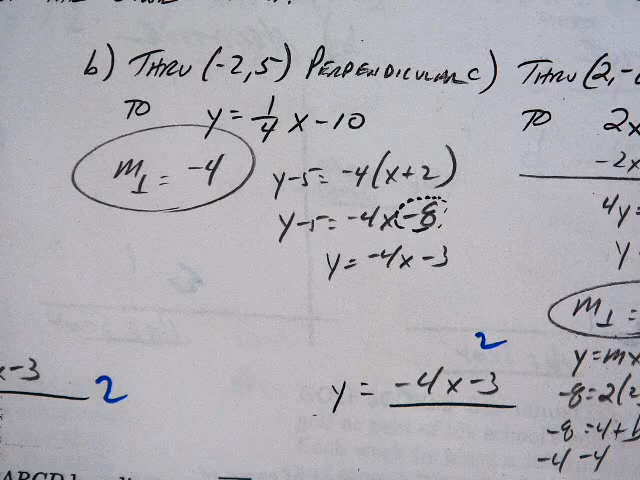 b) THRU (-2,5) PERPENDICULAR
TO y = 1/4 x - 10
m⊥ = -4
y-5 = -4(x+2)
y-5 = -4x -8
y = -4x -3
2
y = -4x -3
x-3 2
c) THRU (2,-
TO 2x
-2x
4y=
y
m⊥ =
y=mx
-8=2(2
-8=4+b
-4 -4